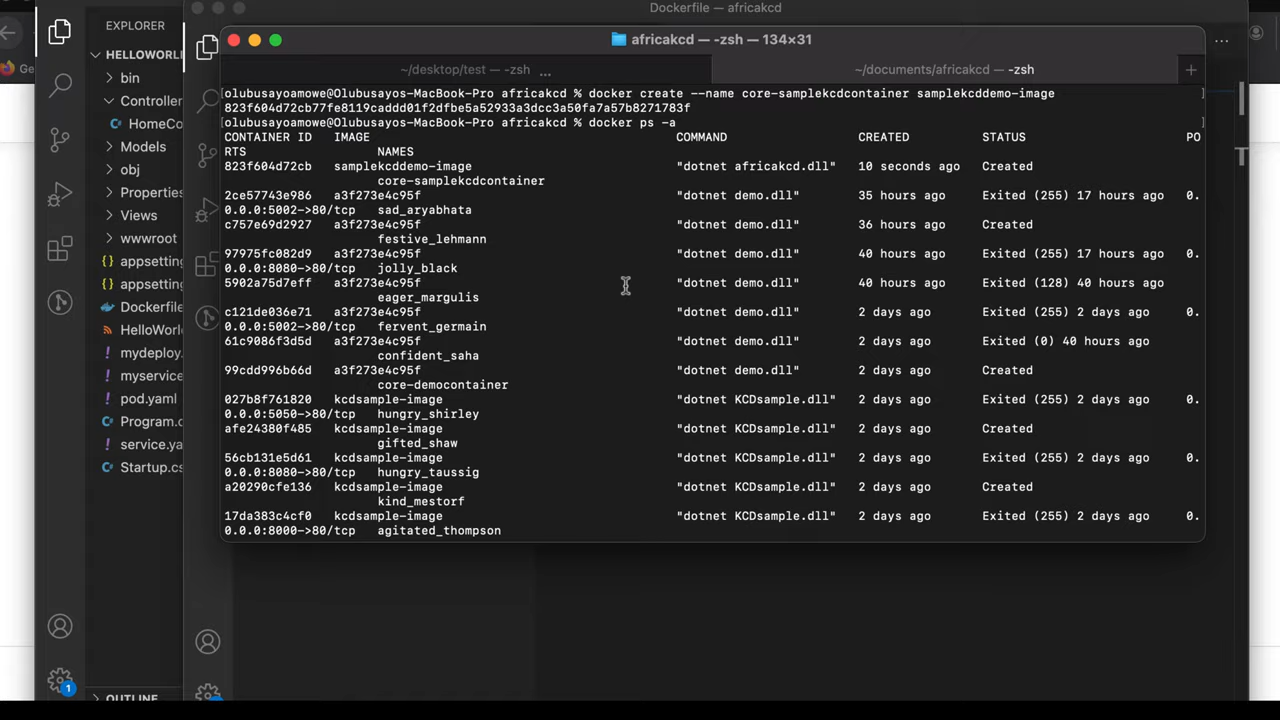 Dockerfile — africakcd
EXPLORER
HELLOWORL
bin
Controller
HomeCo
Models
obj
Properties
Views
wwwroot
appsetting
appsetting
Dockerfile
HelloWorl
mydeploy.
myservice
pod.yaml
Program.c
service.ya
Startup.cs
OUTLINE
1
Ge
africakcd — -zsh — 134×31
~/desktop/test — -zsh ...
~/documents/africakcd — -zsh
[olubusayoamowe@Olubusayos-MacBook-Pro africakcd % docker create --name core-samplekcdcontainer samplekcddemo-image ]
823f604d72cb77fe8119caddd01f2dfbe5a52933a3dcc3a50fa7a57b8271783f
[olubusayoamowe@Olubusayos-MacBook-Pro africakcd % docker ps -a ]
CONTAINER ID IMAGE COMMAND CREATED STATUS PO
RTS NAMES
823f604d72cb samplekcddemo-image "dotnet africakcd.dll" 10 seconds ago Created
core-samplekcdcontainer
2ce57743e986 a3f273e4c95f "dotnet demo.dll" 35 hours ago Exited (255) 17 hours ago 0.
0.0.0:5002->80/tcp sad_aryabhata
c757e69d2927 a3f273e4c95f "dotnet demo.dll" 36 hours ago Created
festive_lehmann
97975fc082d9 a3f273e4c95f "dotnet demo.dll" 40 hours ago Exited (255) 17 hours ago 0.
0.0.0:8080->80/tcp jolly_black
5902a75d7eff a3f273e4c95f "dotnet demo.dll" 40 hours ago Exited (128) 40 hours ago
eager_margulis
c121de036e71 a3f273e4c95f "dotnet demo.dll" 2 days ago Exited (255) 2 days ago 0.
0.0.0:5002->80/tcp fervent_germain
61c9086f3d5d a3f273e4c95f "dotnet demo.dll" 2 days ago Exited (0) 40 hours ago
confident_saha
99cdd996b66d a3f273e4c95f "dotnet demo.dll" 2 days ago Created
core-democontainer
027b8f761820 kcdsample-image "dotnet KCDsample.dll" 2 days ago Exited (255) 2 days ago 0.
0.0.0:5050->80/tcp hungry_shirley
afe24380f485 kcdsample-image "dotnet KCDsample.dll" 2 days ago Created
gifted_shaw
56cb131e5d61 kcdsample-image "dotnet KCDsample.dll" 2 days ago Exited (255) 2 days ago 0.
0.0.0:8080->80/tcp hungry_taussig
a20290cfe136 kcdsample-image "dotnet KCDsample.dll" 2 days ago Created
kind_mestorf
17da383c4cf0 kcdsample-image "dotnet KCDsample.dll" 2 days ago Exited (255) 2 days ago 0.
0.0.0:8000->80/tcp agitated_thompson